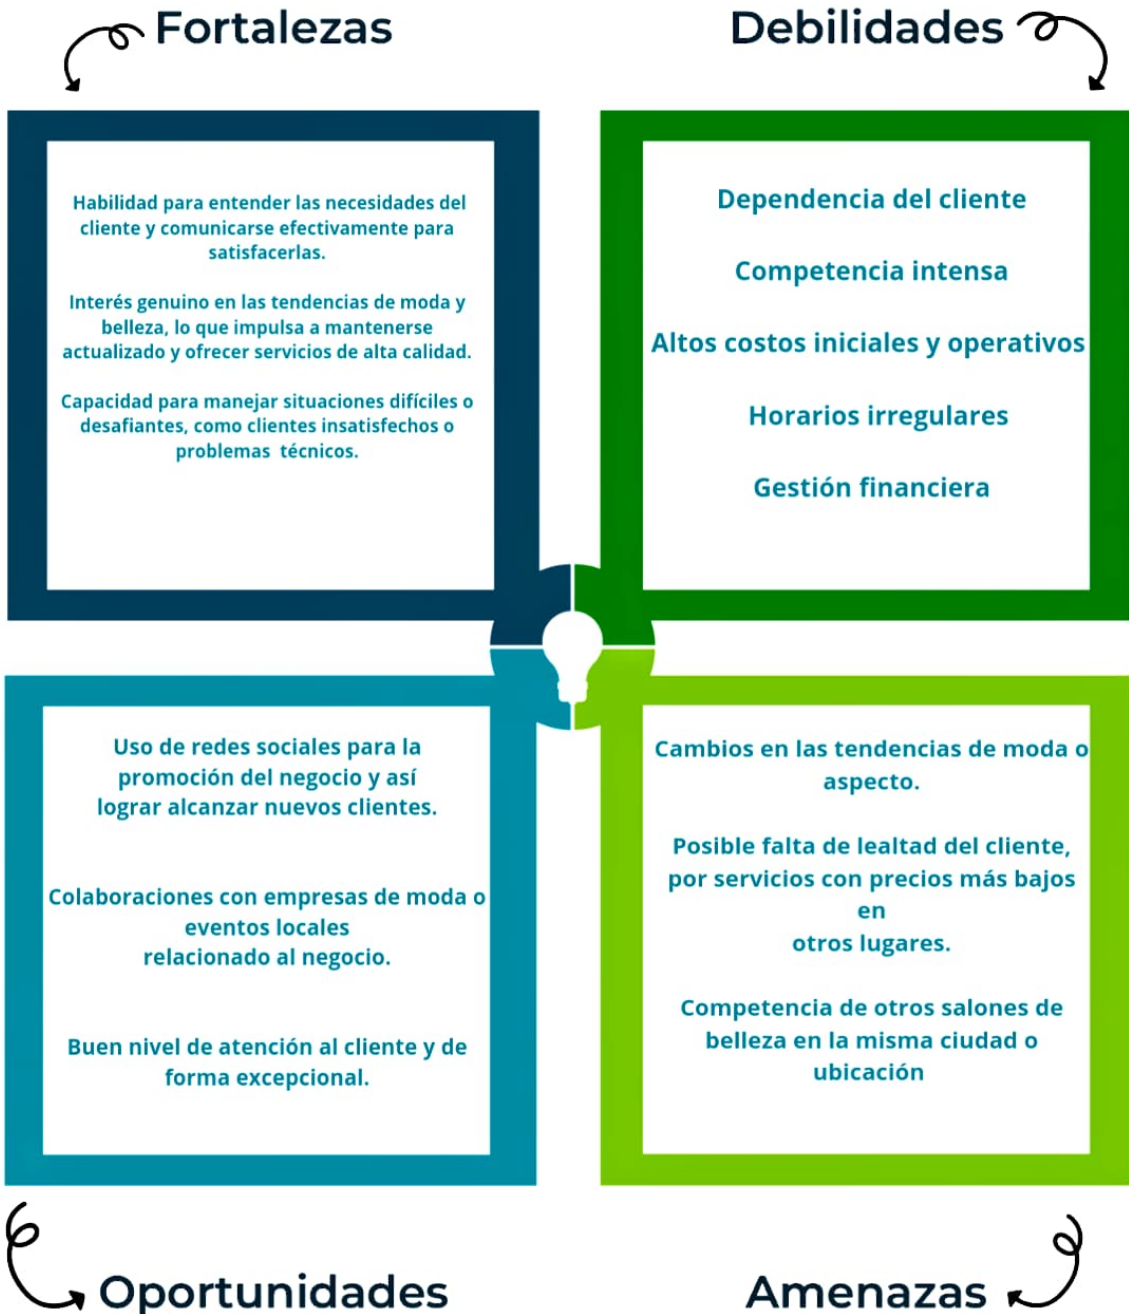 Fortalezas
Habilidad para entender las necesidades del
cliente y comunicarse efectivamente para
satisfacerlas.
Interés genuino en las tendencias de moda y
belleza, lo que impulsa a mantenerse
actualizado y ofrecer servicios de alta calidad.
Capacidad para manejar situaciones difíciles o
desafiantes, como clientes insatisfechos o
problemas técnicos.
Debilidades
Dependencia del cliente
Competencia intensa
Altos costos iniciales y operativos
Horarios irregulares
Gestión financiera
Uso de redes sociales para la
promoción del negocio y así
lograr alcanzar nuevos clientes.
Colaboraciones con empresas de moda o
eventos locales
relacionado al negocio.
Buen nivel de atención al cliente y de
forma excepcional.
Oportunidades
Cambios en las tendencias de moda o
aspecto.
Posible falta de lealtad del cliente,
por servicios con precios más bajos
en
otros lugares.
Competencia de otros salones de
belleza en la misma ciudad o
ubicación
Amenazas